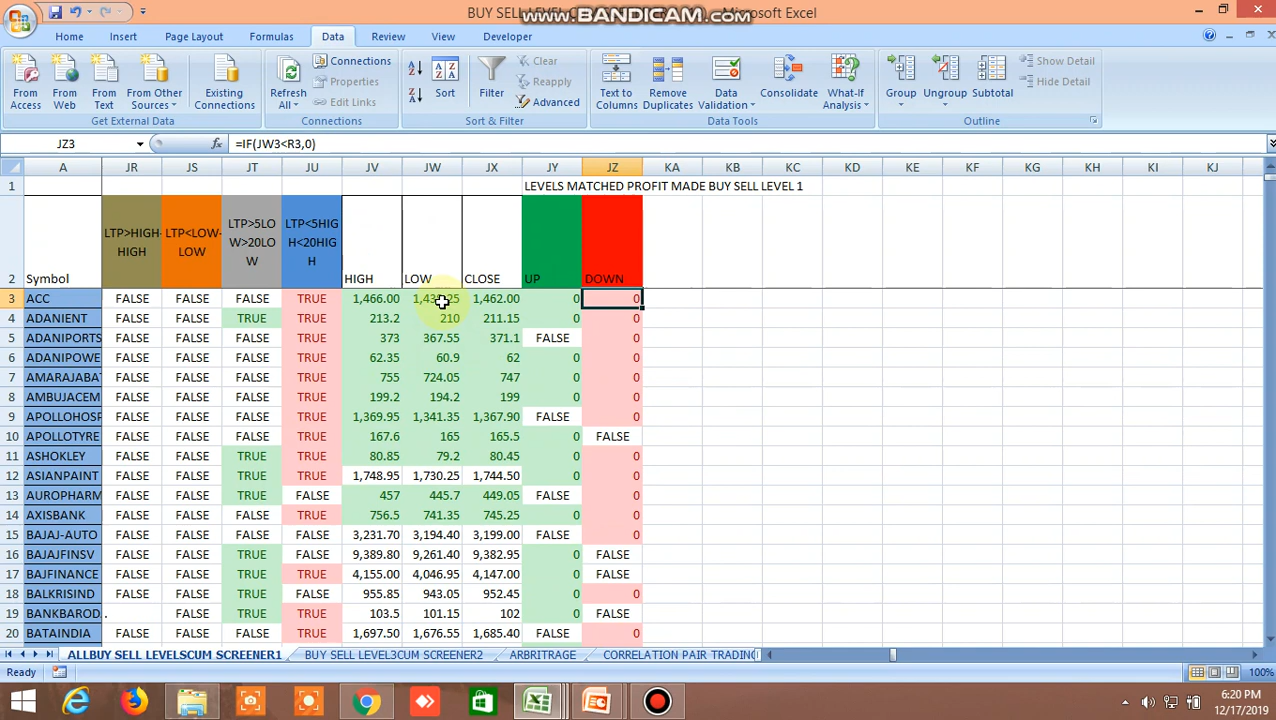 BUY SELL LEVEL
www.BANDICAM.com
Microsoft Excel
Home Insert Page Layout Formulas Data Review View Developer
From Access
From Web
From Text
From Other Sources
Existing Connections
Get External Data
Refresh All
Connections
Properties
Edit Links
Connections
Sort
Filter
Clear
Reapply
Advanced
Sort & Filter
Text to Columns
Remove Duplicates
Data Validation
Consolidate
What-If Analysis
Data Tools
Group
Ungroup
Subtotal
Show Detail
Hide Detail
Outline
JZ3 fx =IF(JW3<R3,0)
A JR JS JT JU JV JW JX JY JZ KA KB KC KD KE KF KG KH KI KJ
1 LEVELS MATCHED PROFIT MADE BUY SELL LEVEL 1
2 Symbol LTP>HIGH-HIGH LTP<LOW-LOW LTP>5LOW>20LOW LTP<5HIGH<20HIGH HIGH LOW CLOSE UP DOWN
3 ACC FALSE FALSE FALSE TRUE 1,466.00 1,462.00 0 0
4 ADANIENT FALSE FALSE TRUE TRUE 213.2 210 211.15 0 0
5 ADANIPORTS FALSE FALSE FALSE TRUE 373 367.55 371.1 FALSE 0
6 ADANIPOWE FALSE FALSE FALSE TRUE 62.35 60.9 62 0 0
7 AMARAJABA FALSE FALSE FALSE TRUE 755 724.05 747 0 0
8 AMBUJACEM FALSE FALSE FALSE TRUE 199.2 194.2 199 0 0
9 APOLLOHOSP FALSE FALSE FALSE TRUE 1,369.95 1,341.35 1,367.90 FALSE 0
10 APOLLOTYRE FALSE FALSE FALSE TRUE 167.6 165 165.5 0 FALSE
11 ASHOKLEY FALSE FALSE TRUE TRUE 80.85 79.2 80.45 0 0
12 ASIANPAINT FALSE FALSE TRUE TRUE 1,748.95 1,730.25 1,744.50 0 0
13 AUROPHARM FALSE FALSE TRUE FALSE 457 445.7 449.05 FALSE 0
14 AXISBANK FALSE FALSE FALSE TRUE 756.5 741.35 745.25 0 0
15 BAJAJ-AUTO FALSE FALSE FALSE FALSE 3,231.70 3,194.40 3,199.00 FALSE 0
16 BAJAJFINSV FALSE FALSE TRUE FALSE 9,389.80 9,261.40 9,382.95 0 FALSE
17 BAJFINANCE FALSE FALSE TRUE TRUE 4,155.00 4,046.95 4,147.00 0 FALSE
18 BALKRISIND FALSE FALSE TRUE FALSE 955.85 943.05 952.45 0 0
19 BANKBAROD . FALSE TRUE TRUE 103.5 101.15 102 0 FALSE
20 BATAINDIA FALSE FALSE FALSE TRUE 1,697.50 1,676.55 1,685.40 FALSE 0
ALLBUY SELL LEVELSCUM SCREENER1 BUY SELL LEVEL3CUM SCREENER2 ARBITRAGE CORRELATION PAIR TRADING
Ready 100%
6:20 PM
12/17/2019